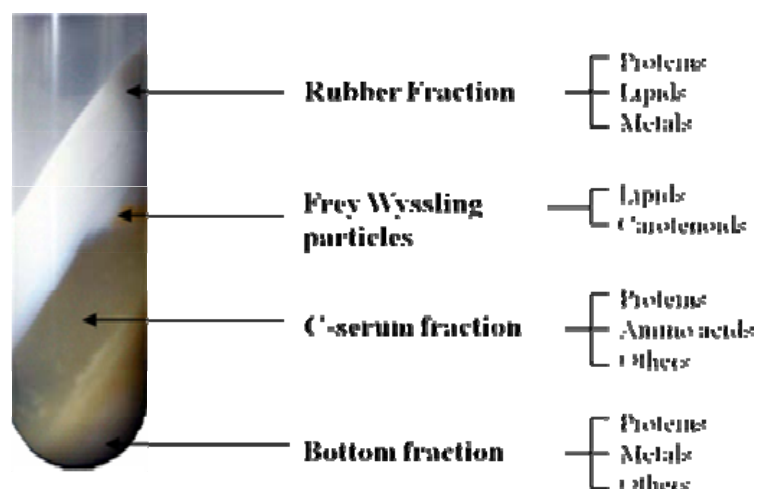 Rubber Fraction
Proteins
Lipids
Metals
Frey Wyssling
particles
Lipids
Carotenoids
C-serum fraction
Proteins
Amino acids
Others
Bottom fraction
Proteins
Metals
Others